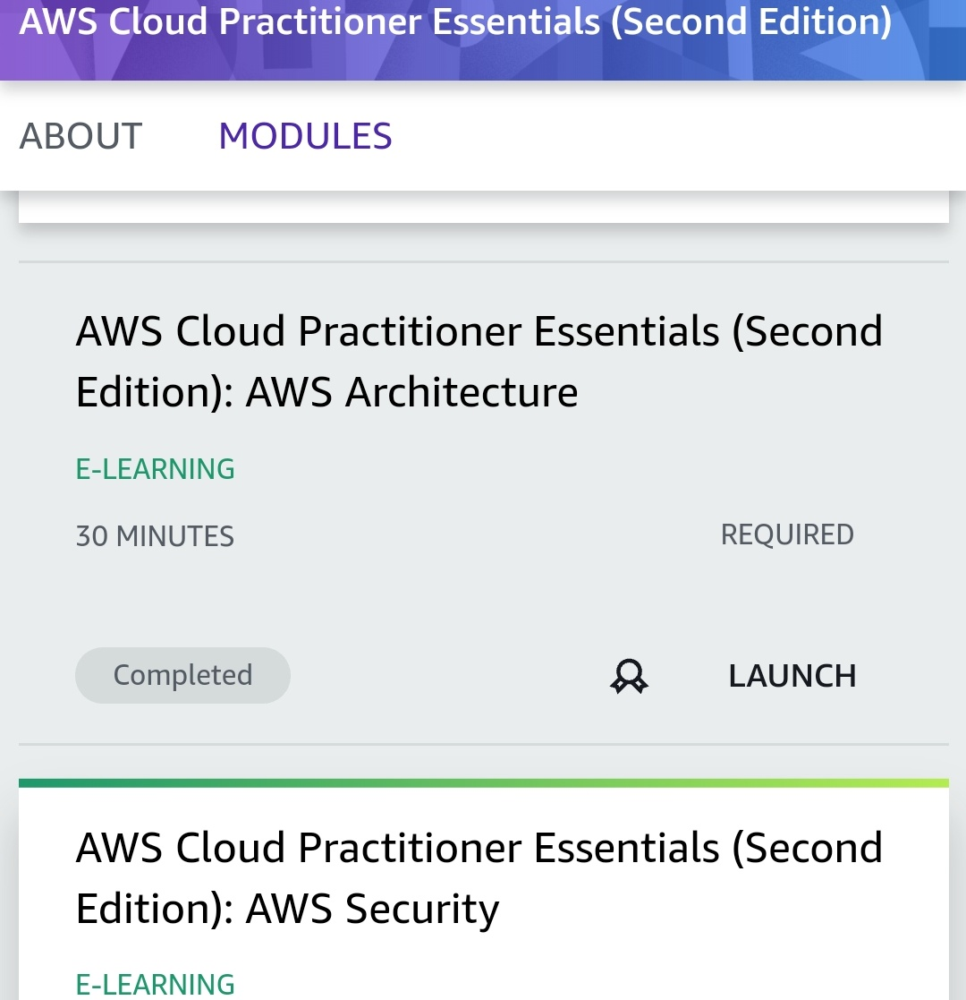 AWS Cloud Practitioner Essentials (Second Edition)
ABOUT MODULES
AWS Cloud Practitioner Essentials (Second
Edition): AWS Architecture
E-LEARNING
30 MINUTES REQUIRED
Completed LAUNCH
AWS Cloud Practitioner Essentials (Second
Edition): AWS Security
E-LEARNING